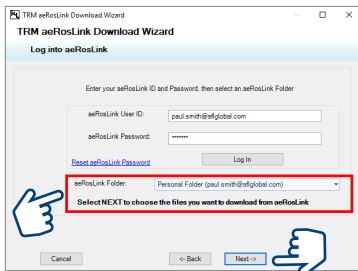 TRM aeRosLink Download Wizard
TRM aeRosLink Download Wizard
Log into aeRosLink
Enter your aeRosLink ID and Password, then select an aeRosLink Folder
aeRosLink User ID: paul.smith@aflglobal.com
aeRosLink Password: *******
Reset aeRosLink Password Log In
aeRosLink Folder: Personal Folder (paul.smith@aflglobal.com)
Select NEXT to choose the files you want to download from aeRosLink
Cancel <- Back Next ->